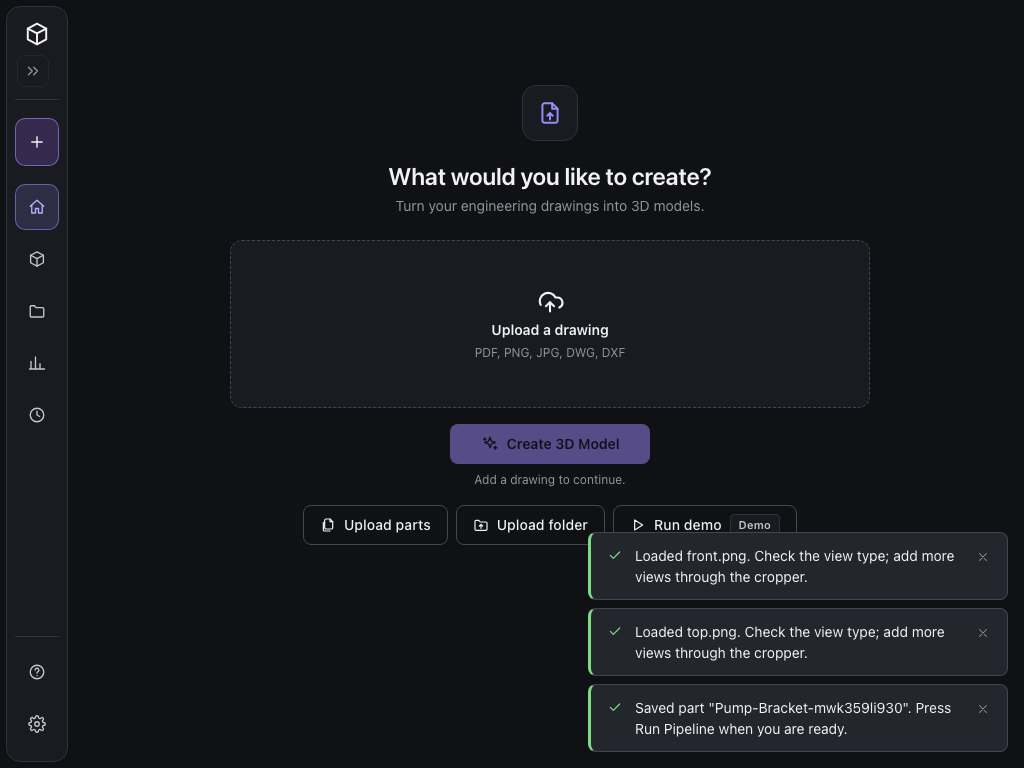 What would you like to create?
Turn your engineering drawings into 3D models.
Upload a drawing
PDF, PNG, JPG, DWG, DXF
Create 3D Model
Add a drawing to continue.
Upload parts
Upload folder
Run demo Demo
Loaded front.png. Check the view type; add more
views through the cropper.
Loaded top.png. Check the view type; add more
views through the cropper.
Saved part "Pump-Bracket-mwk359li930". Press
Run Pipeline when you are ready.